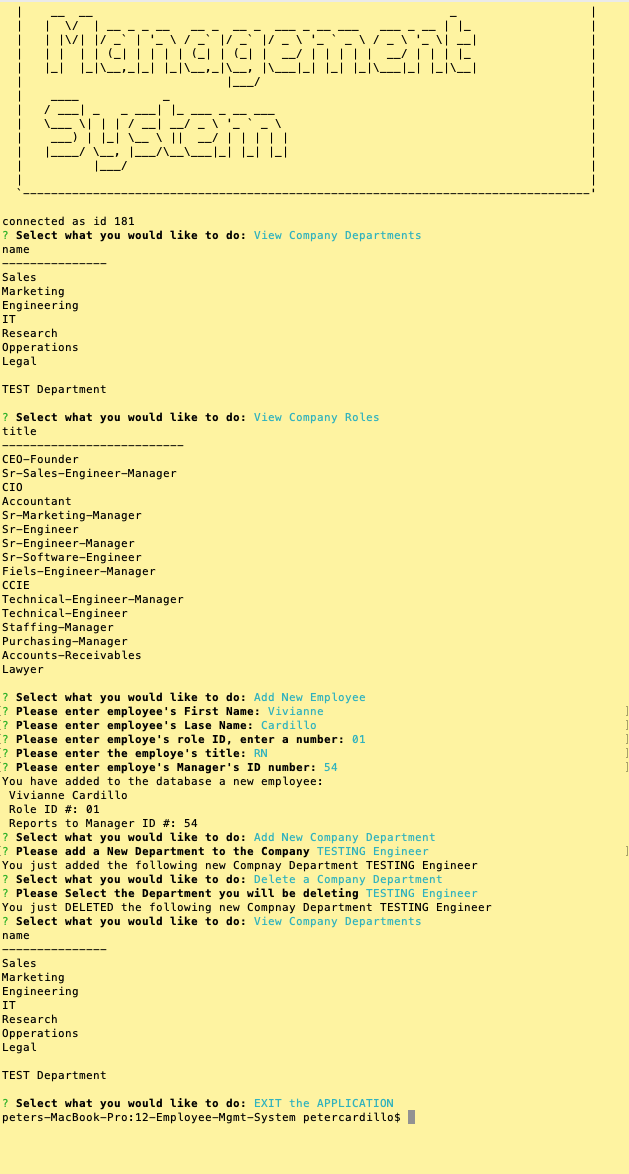 Management
System
connected as id 181
? Select what you would like to do: View Company Departments
name
---------------
Sales
Marketing
Engineering
IT
Research
Opperations
Legal
TEST Department
? Select what you would like to do: View Company Roles
title
--------------------------
CEO-Founder
Sr-Sales-Engineer-Manager
CIO
Accountant
Sr-Marketing-Manager
Sr-Engineer
Sr-Engineer-Manager
Sr-Software-Engineer
Fiels-Engineer-Manager
CCIE
Technical-Engineer-Manager
Technical-Engineer
Staffing-Manager
Purchasing-Manager
Accounts-Receivables
Lawyer
? Select what you would like to do: Add New Employee
? Please enter employee's First Name: Vivianne
? Please enter employee's Lase Name: Cardillo
? Please enter employe's role ID, enter a number: 01
? Please enter the employe's title: RN
? Please enter employe's Manager's ID number: 54
You have added to the database a new employee:
Vivianne Cardillo
Role ID #: 01
Reports to Manager ID #: 54
? Select what you would like to do: Add New Company Department
? Please add a New Department to the Company TESTING Engineer
You just added the following new Compnay Department TESTING Engineer
? Select what you would like to do: Delete a Company Department
? Please Select the Department you will be deleting TESTING Engineer
You just DELETED the following new Compnay Department TESTING Engineer
? Select what you would like to do: View Company Departments
name
---------------
Sales
Marketing
Engineering
IT
Research
Opperations
Legal
TEST Department
? Select what you would like to do: EXIT the APPLICATION
peters-MacBook-Pro:12-Employee-Mgmt-System petercardillo$